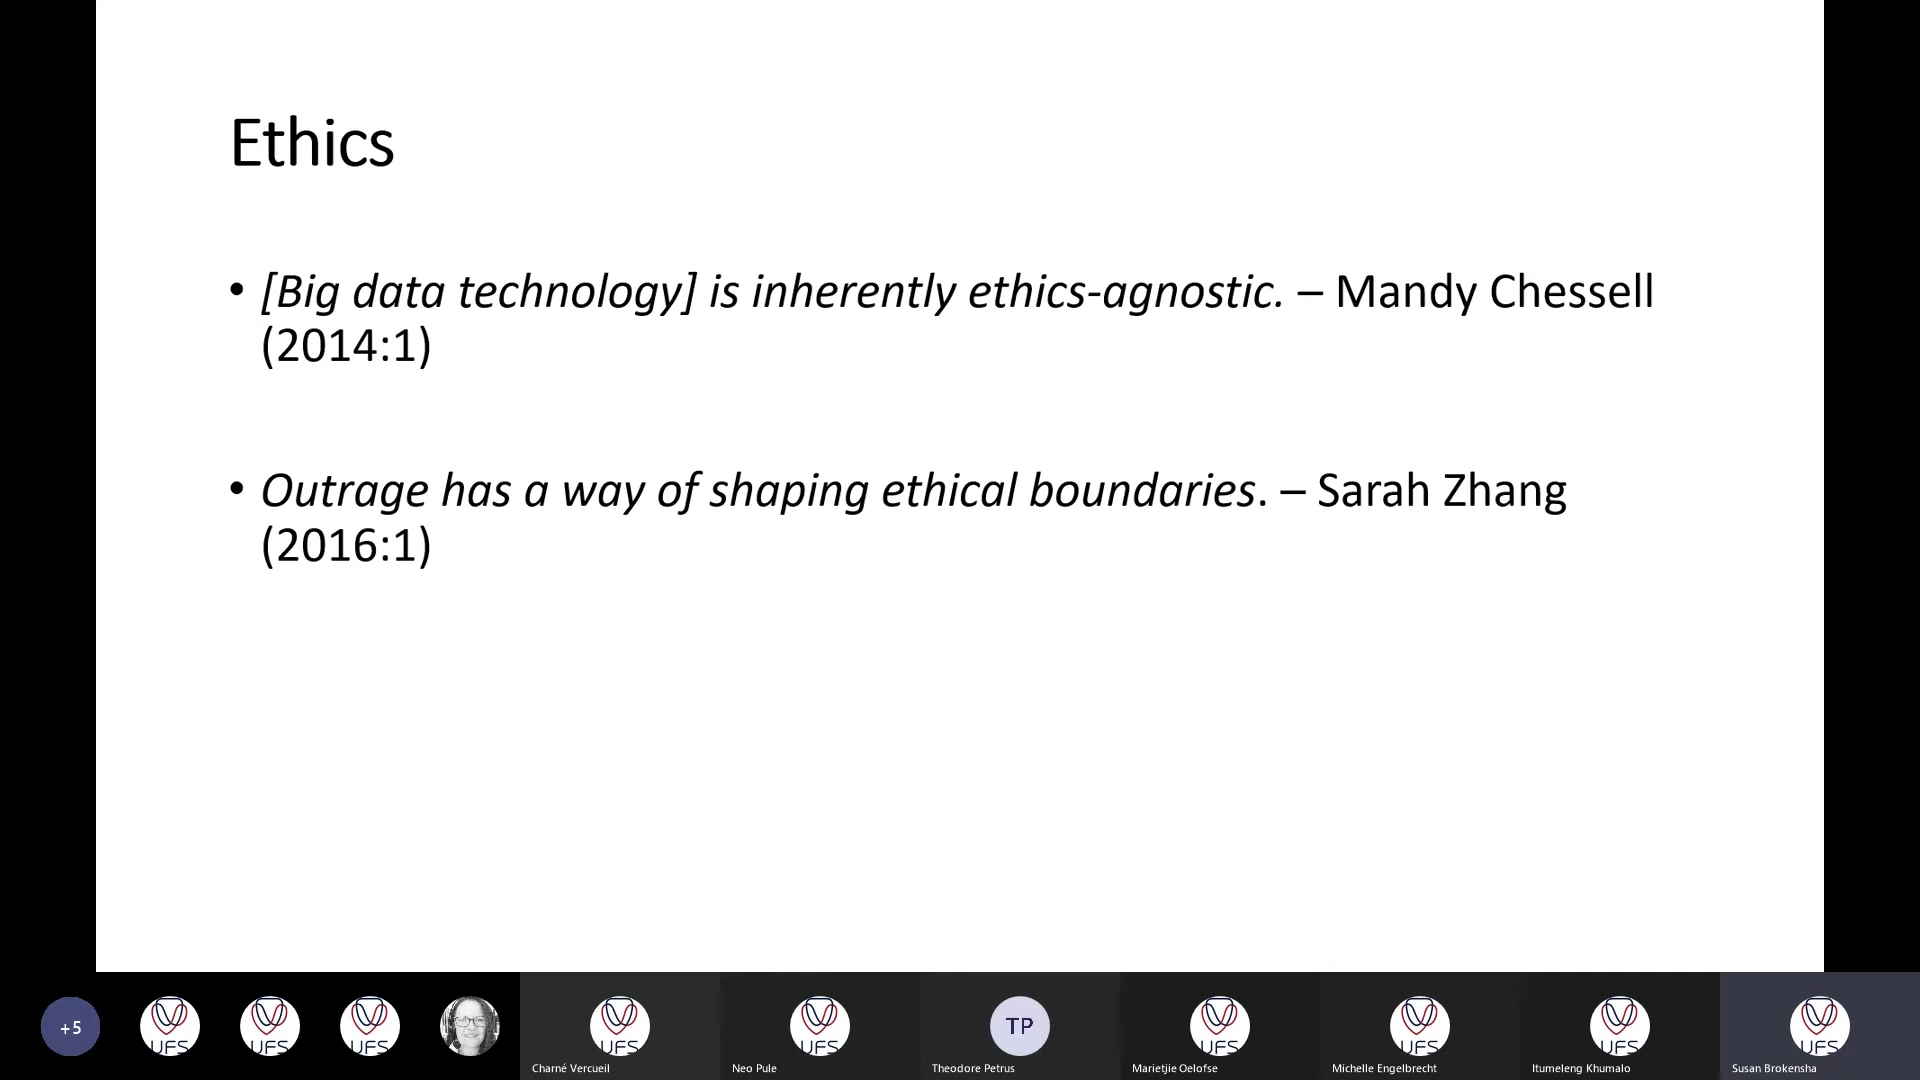 Ethics
• [Big data technology] is inherently ethics-agnostic. – Mandy Chessell
(2014:1)
• Outrage has a way of shaping ethical boundaries. – Sarah Zhang
(2016:1)
+5
UFS
UFS
UFS
UFS
UFS
TP
UFS
UFS
UFS
UFS
Charné Vercueil
Neo Pule
Theodore Petrus
Marietjie Oelofse
Michelle Engelbrecht
Itumeleng Khumalo
Susan Brokensha